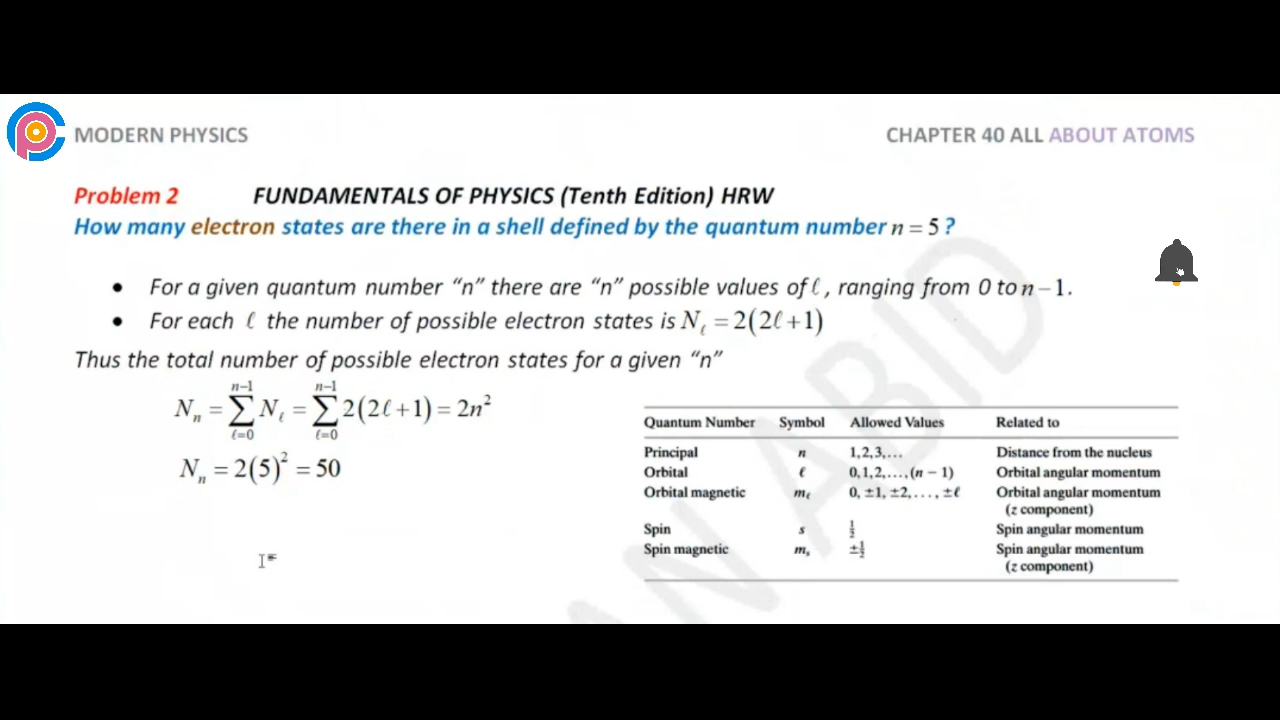 MODERN PHYSICS
CHAPTER 40 ALL ABOUT ATOMS
Problem 2 FUNDAMENTALS OF PHYSICS (Tenth Edition) HRW
How many electron states are there in a shell defined by the quantum number n = 5 ?
• For a given quantum number “n” there are “n” possible values of ℓ , ranging from 0 to n − 1.
• For each ℓ the number of possible electron states is N_ℓ = 2(2ℓ+1)
Thus the total number of possible electron states for a given “n”
N_n = ∑_{ℓ=0}^{n−1} N_ℓ = ∑_{ℓ=0}^{n−1} 2(2ℓ+1) = 2n²
N_n = 2(5)² = 50
Quantum Number Symbol Allowed Values Related to
Principal n 1,2,3,... Distance from the nucleus
Orbital ℓ 0,1,2,...,(n − 1) Orbital angular momentum
Orbital magnetic m_ℓ 0, ±1, ±2,..., ±ℓ Orbital angular momentum
(z component)
Spin s ½ Spin angular momentum
Spin magnetic m_s ±½ Spin angular momentum
(z component)
AN ABID